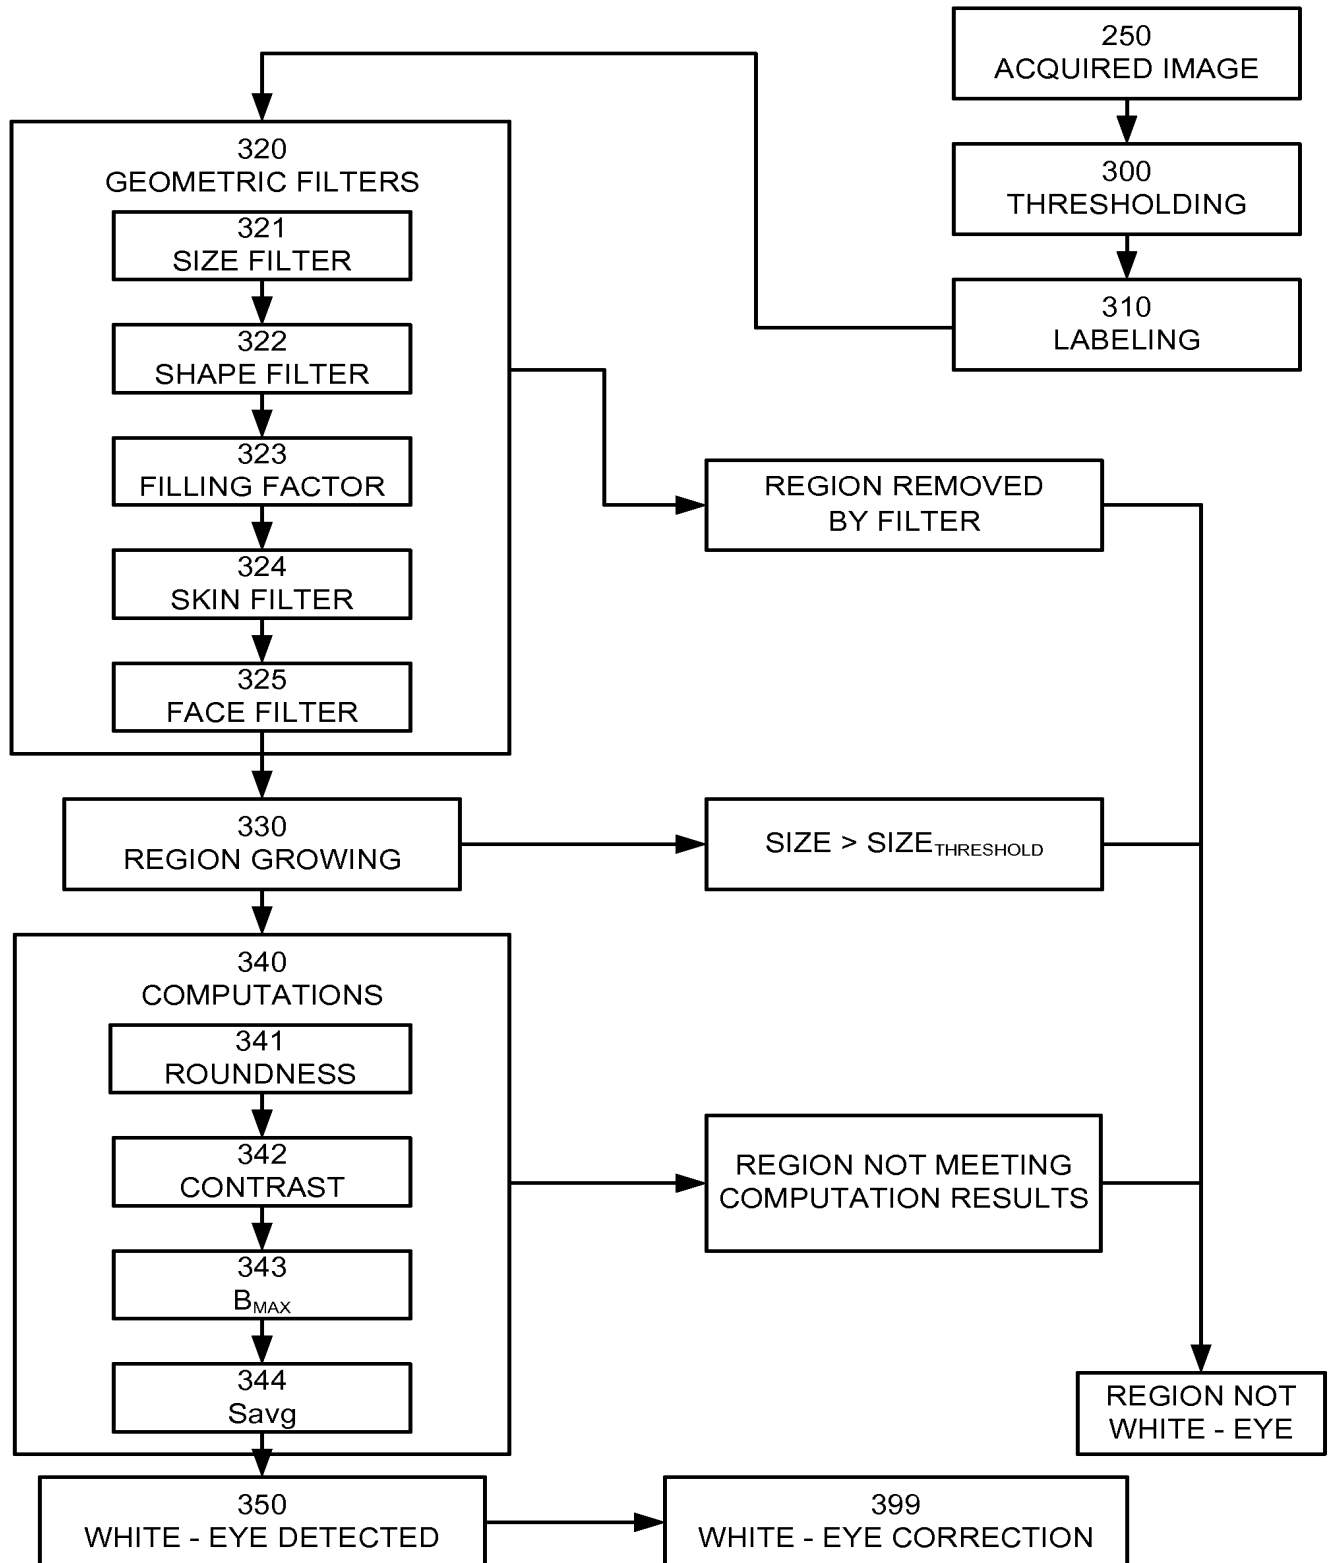 250
ACQUIRED IMAGE
300
THRESHOLDING
310
LABELING
320
GEOMETRIC FILTERS
321
SIZE FILTER
322
SHAPE FILTER
323
FILLING FACTOR
324
SKIN FILTER
325
FACE FILTER
REGION REMOVED
BY FILTER
330
REGION GROWING
SIZE > SIZETHRESHOLD
340
COMPUTATIONS
341
ROUNDNESS
342
CONTRAST
343
BMAX
344
Savg
REGION NOT MEETING
COMPUTATION RESULTS
REGION NOT
WHITE - EYE
350
WHITE - EYE DETECTED
399
WHITE - EYE CORRECTION